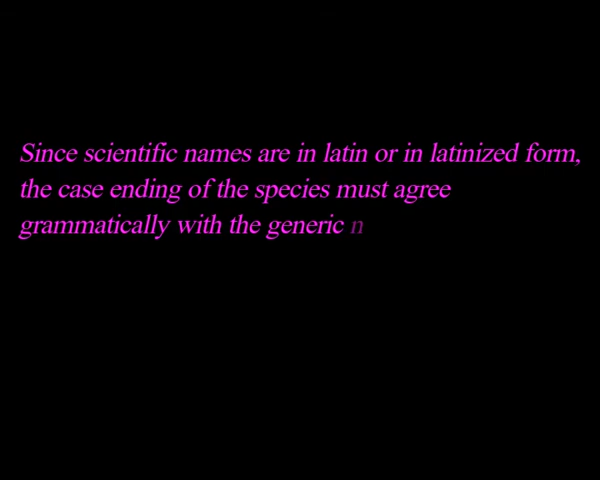 Since scientific names are in latin or in latinized form,
the case ending of the species must agree
grammatically with the generic n